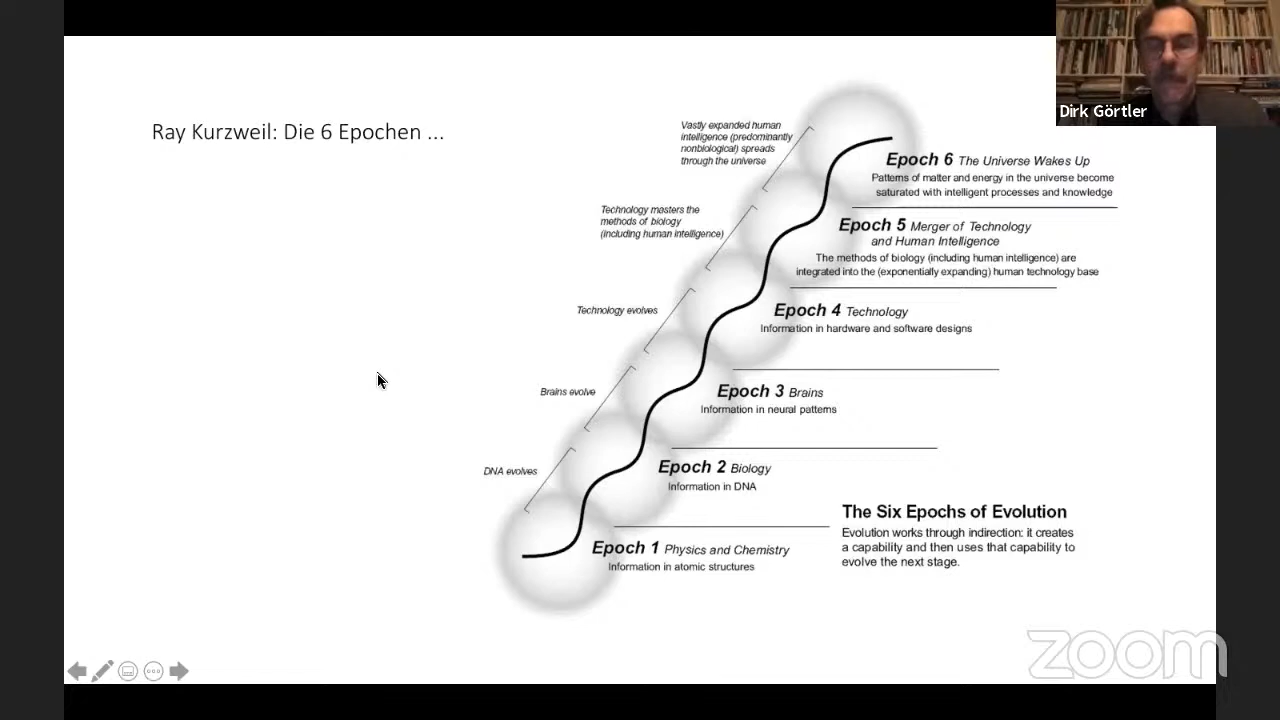 Dirk Görtler
Ray Kurzweil: Die 6 Epochen ...
Vastly expanded human
intelligence (predominantly
nonbiological) spreads
through the universe
Epoch 6 The Universe Wakes Up
Patterns of matter and energy in the universe become
saturated with intelligent processes and knowledge
Technology masters the
methods of biology
(including human intelligence)
Epoch 5 Merger of Technology
and Human Intelligence
The methods of biology (including human intelligence) are
integrated into the (exponentially expanding) human technology base
Technology evolves
Epoch 4 Technology
Information in hardware and software designs
Brains evolve
Epoch 3 Brains
Information in neural patterns
DNA evolves
Epoch 2 Biology
Information in DNA
Epoch 1 Physics and Chemistry
Information in atomic structures
The Six Epochs of Evolution
Evolution works through indirection: it creates
a capability and then uses that capability to
evolve the next stage.
zoom